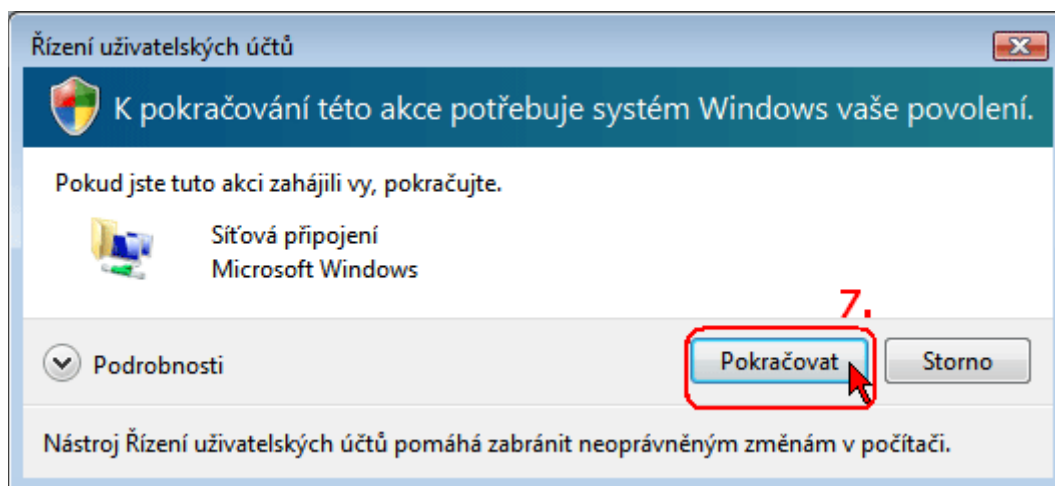 Řízení uživatelských účtů
K pokračování této akce potřebuje systém Windows vaše povolení.
Pokud jste tuto akci zahájili vy, pokračujte.
Síťová připojení
Microsoft Windows
7.
Podrobnosti
Pokračovat
Storno
Nástroj Řízení uživatelských účtů pomáhá zabránit neoprávněným změnám v počítači.